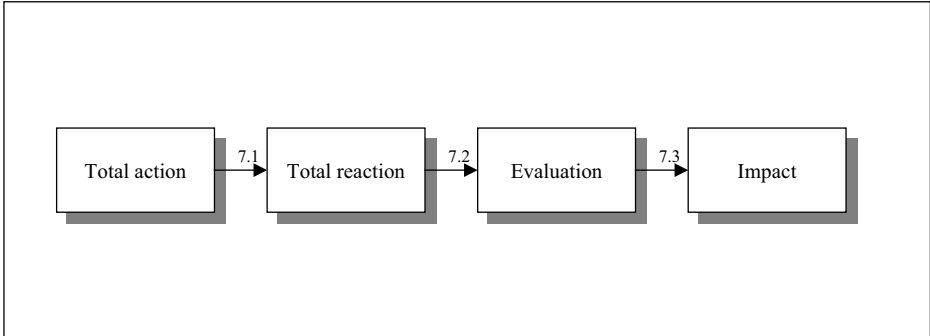 Total action
7.1
Total reaction
7.2
Evaluation
7.3
Impact